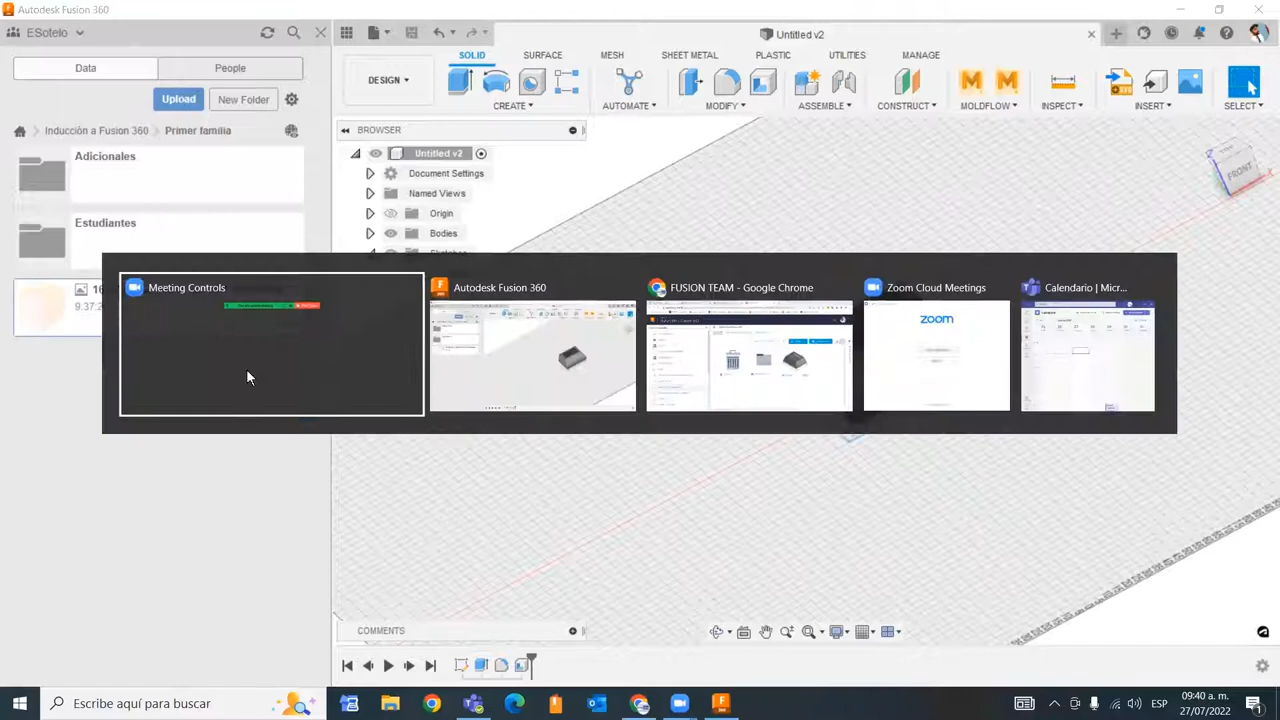 Autodesk Fusion 360
ESotelo
Untitled v2
Data
People
SOLID
SURFACE
MESH
SHEET METAL
PLASTIC
UTILITIES
MANAGE
Upload
New Folder
DESIGN
CREATE
AUTOMATE
MODIFY
ASSEMBLE
CONSTRUCT
MOLDFLOW
INSPECT
INSERT
SELECT
Inducción a Fusion 360
Primer familia
BROWSER
Adicionales
Untitled v2
Document Settings
Named Views
Origin
Bodies
Estudiantes
FRONT
Meeting Controls
Autodesk Fusion 360
FUSION TEAM - Google Chrome
Zoom Cloud Meetings
Calendario | Micr...
zoom
COMMENTS
Escribe aquí para buscar
ESP
09:40 a. m.
27/07/2022